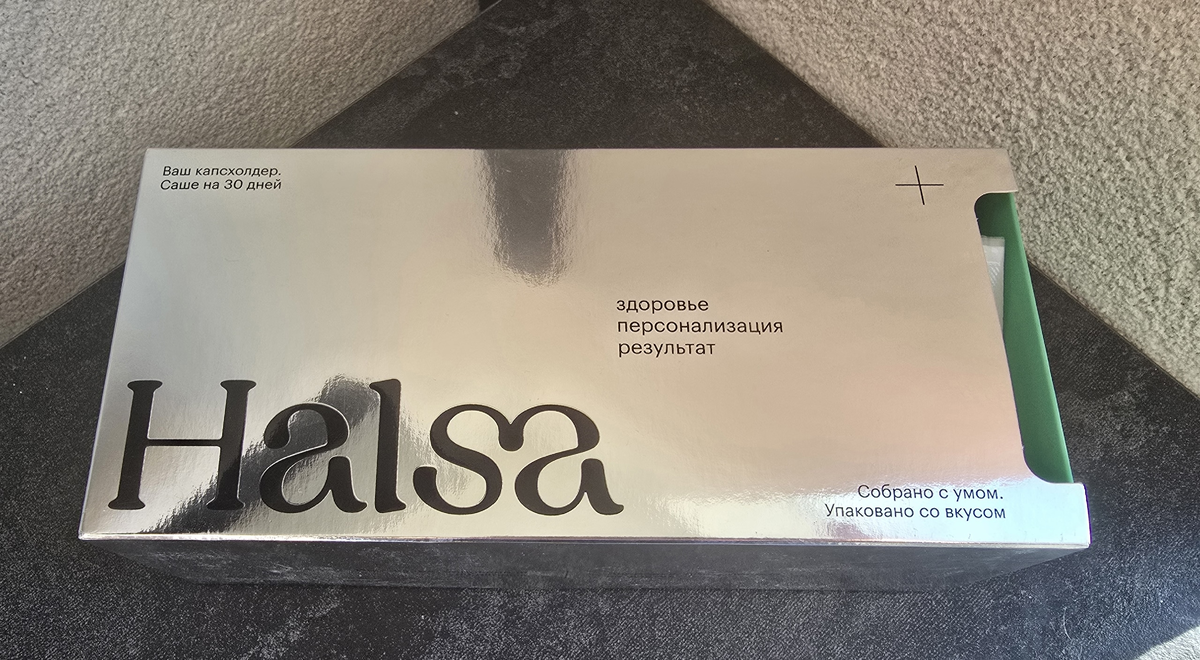 Ваш капсхолдер.
Саше на 30 дней
здоровье
персонализация
результат
Halsa
Собрано с умом.
Упаковано со вкусом